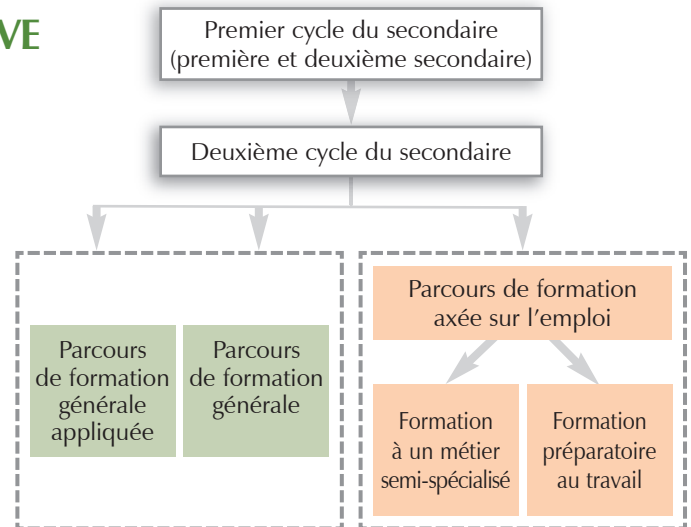 VE
Premier cycle du secondaire
(première et deuxième secondaire)
Deuxième cycle du secondaire
Parcours
de formation
générale
appliquée
Parcours
de formation
générale
Parcours de formation
axée sur l'emploi
Formation
à un métier
semi-spécialisé
Formation
préparatoire
au travail